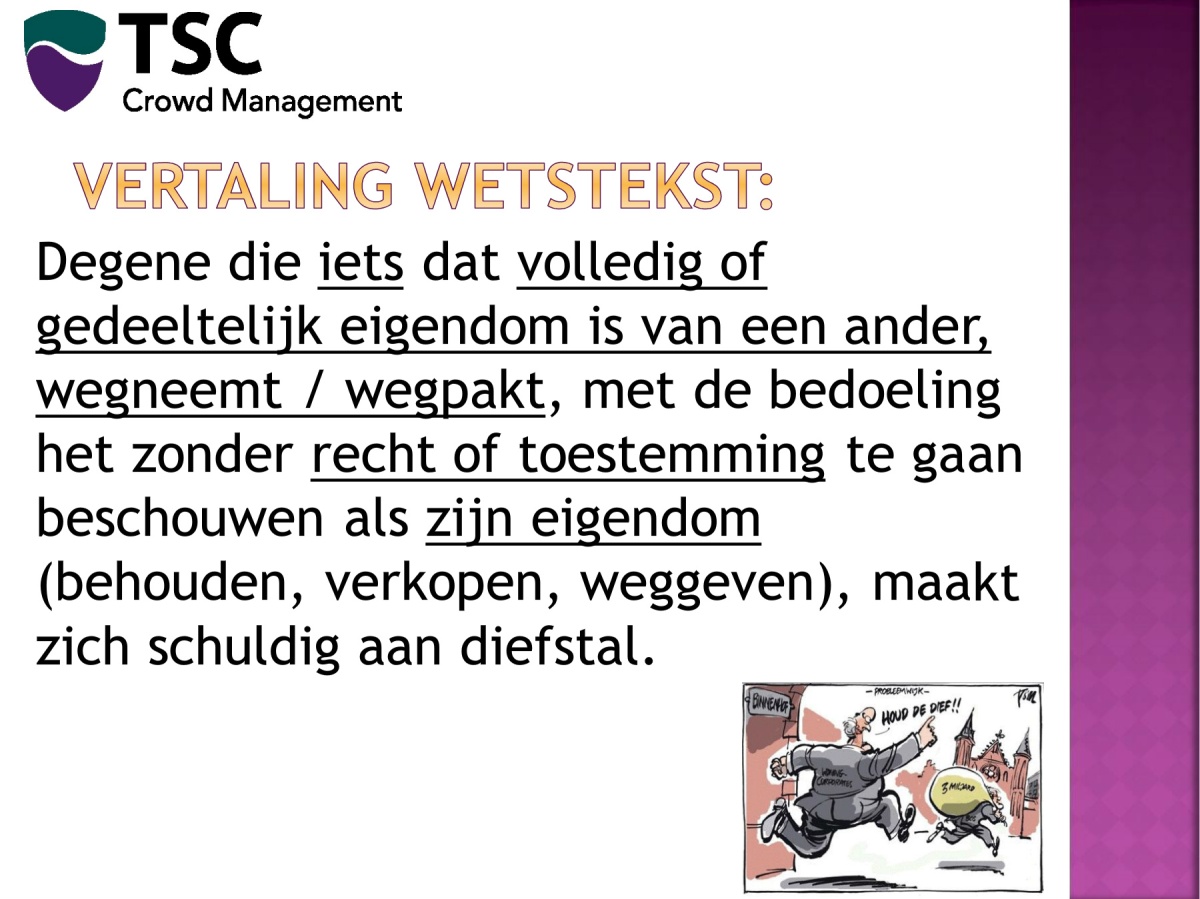 TSC
Crowd Management
VERTALING WETSTEKST:
Degene die iets dat volledig of
gedeeltelijk eigendom is van een ander,
wegneemt / wegpakt, met de bedoeling
het zonder recht of toestemming te gaan
beschouwen als zijn eigendom
(behouden, verkopen, weggeven), maakt
zich schuldig aan diefstal.
-PROBLEEMWIJK-
BINNENHOF
HOUD DE DIEF!!
WONING-
CORPORATIES
3 MILJARD